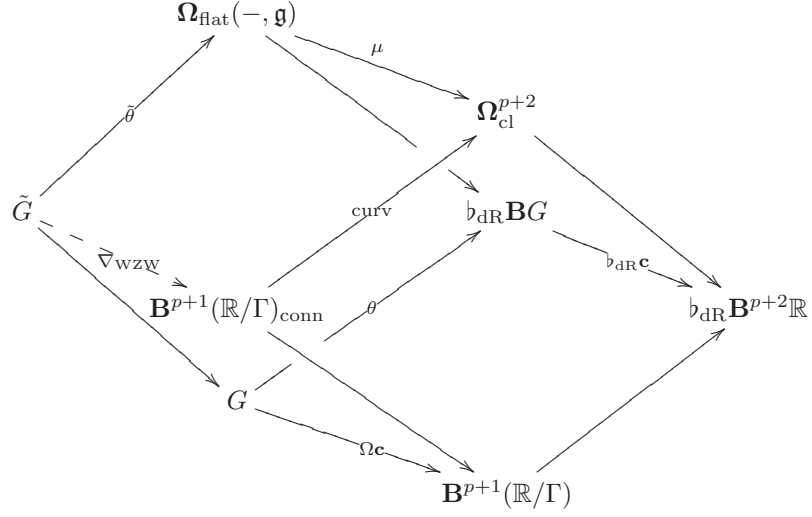 Ω_flat(−, 𝔤)
μ
Ω^{p+2}_cl
θ̃
curv
G̃
♭_dR BG
∇_WZW
♭_dR c
B^{p+1}(ℝ/Γ)_conn
θ
♭_dR B^{p+2}ℝ
G
Ωc
B^{p+1}(ℝ/Γ)